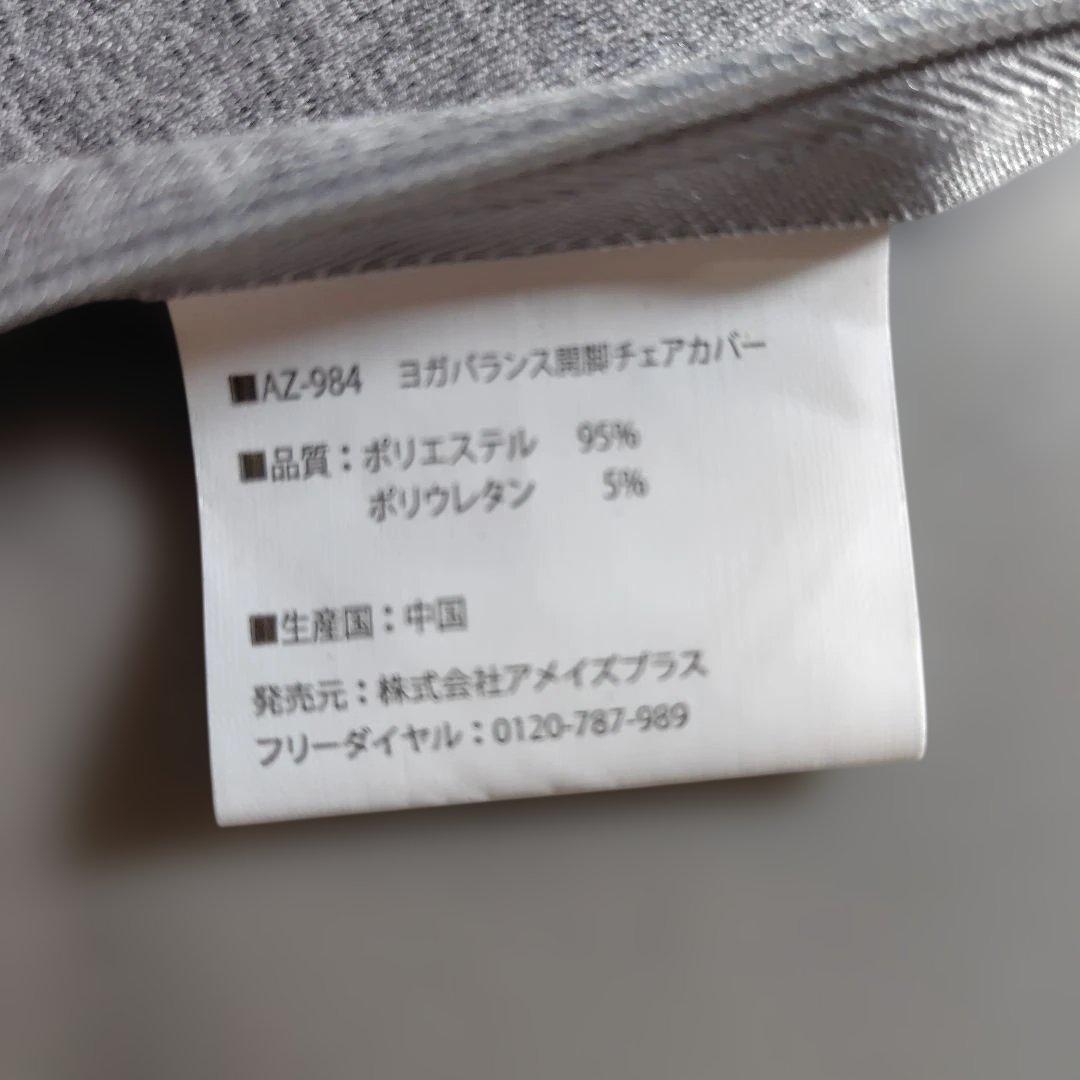 ■AZ-984 ヨガバランス開脚チェアカバー
■品質：ポリエステル 95%
ポリウレタン 5%
■生産国：中国
発売元：株式会社アメイズプラス
フリーダイヤル：0120-787-989